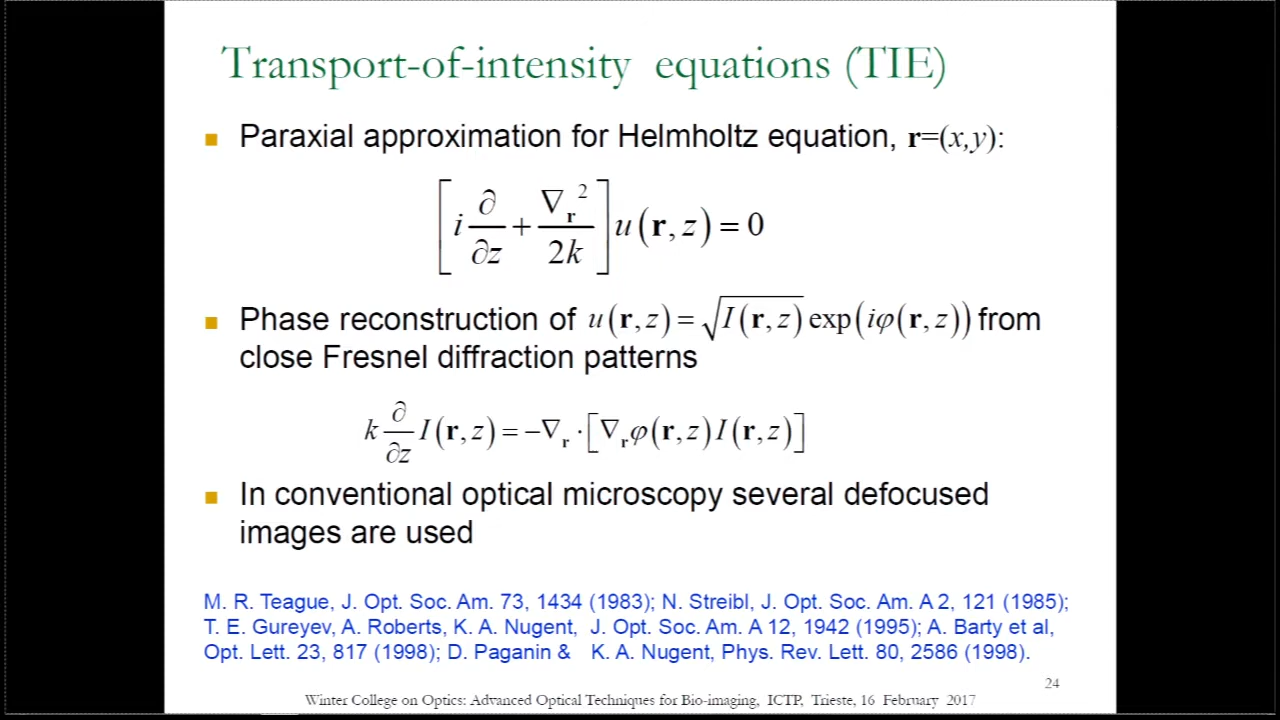 Transport-of-intensity equations (TIE)
■ Paraxial approximation for Helmholtz equation, r=(x,y):
[i ∂/∂z + ∇_r²/2k] u(r,z) = 0
■ Phase reconstruction of u(r,z) = √I(r,z) exp(iφ(r,z)) from
close Fresnel diffraction patterns
k ∂/∂z I(r,z) = −∇_r · [∇_r φ(r,z) I(r,z)]
■ In conventional optical microscopy several defocused
images are used
M. R. Teague, J. Opt. Soc. Am. 73, 1434 (1983); N. Streibl, J. Opt. Soc. Am. A 2, 121 (1985);
T. E. Gureyev, A. Roberts, K. A. Nugent, J. Opt. Soc. Am. A 12, 1942 (1995); A. Barty et al,
Opt. Lett. 23, 817 (1998); D. Paganin & K. A. Nugent, Phys. Rev. Lett. 80, 2586 (1998).
24
Winter College on Optics: Advanced Optical Techniques for Bio-imaging, ICTP, Trieste, 16 February 2017